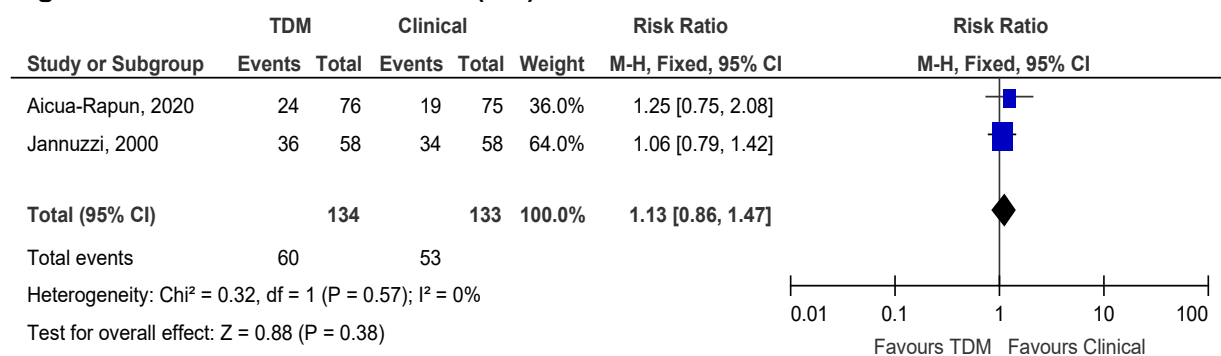 TDM Clinical Risk Ratio Risk Ratio
Study or Subgroup Events Total Events Total Weight M-H, Fixed, 95% CI M-H, Fixed, 95% CI
Aicua-Rapun, 2020 24 76 19 75 36.0% 1.25 [0.75, 2.08]
Jannuzzi, 2000 36 58 34 58 64.0% 1.06 [0.79, 1.42]
Total (95% CI) 134 133 100.0% 1.13 [0.86, 1.47]
Total events 60 53
Heterogeneity: Chi² = 0.32, df = 1 (P = 0.57); I² = 0%
Test for overall effect: Z = 0.88 (P = 0.38)
0.01 0.1 1 10 100
Favours TDM Favours Clinical